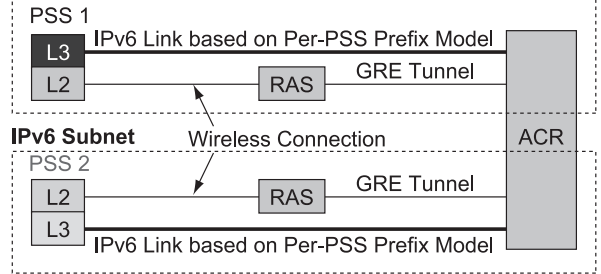 PSS 1
IPv6 Link based on Per-PSS Prefix Model
L3
GRE Tunnel
L2
RAS
IPv6 Subnet
Wireless Connection
ACR
PSS 2
GRE Tunnel
L2
RAS
L3
IPv6 Link based on Per-PSS Prefix Model